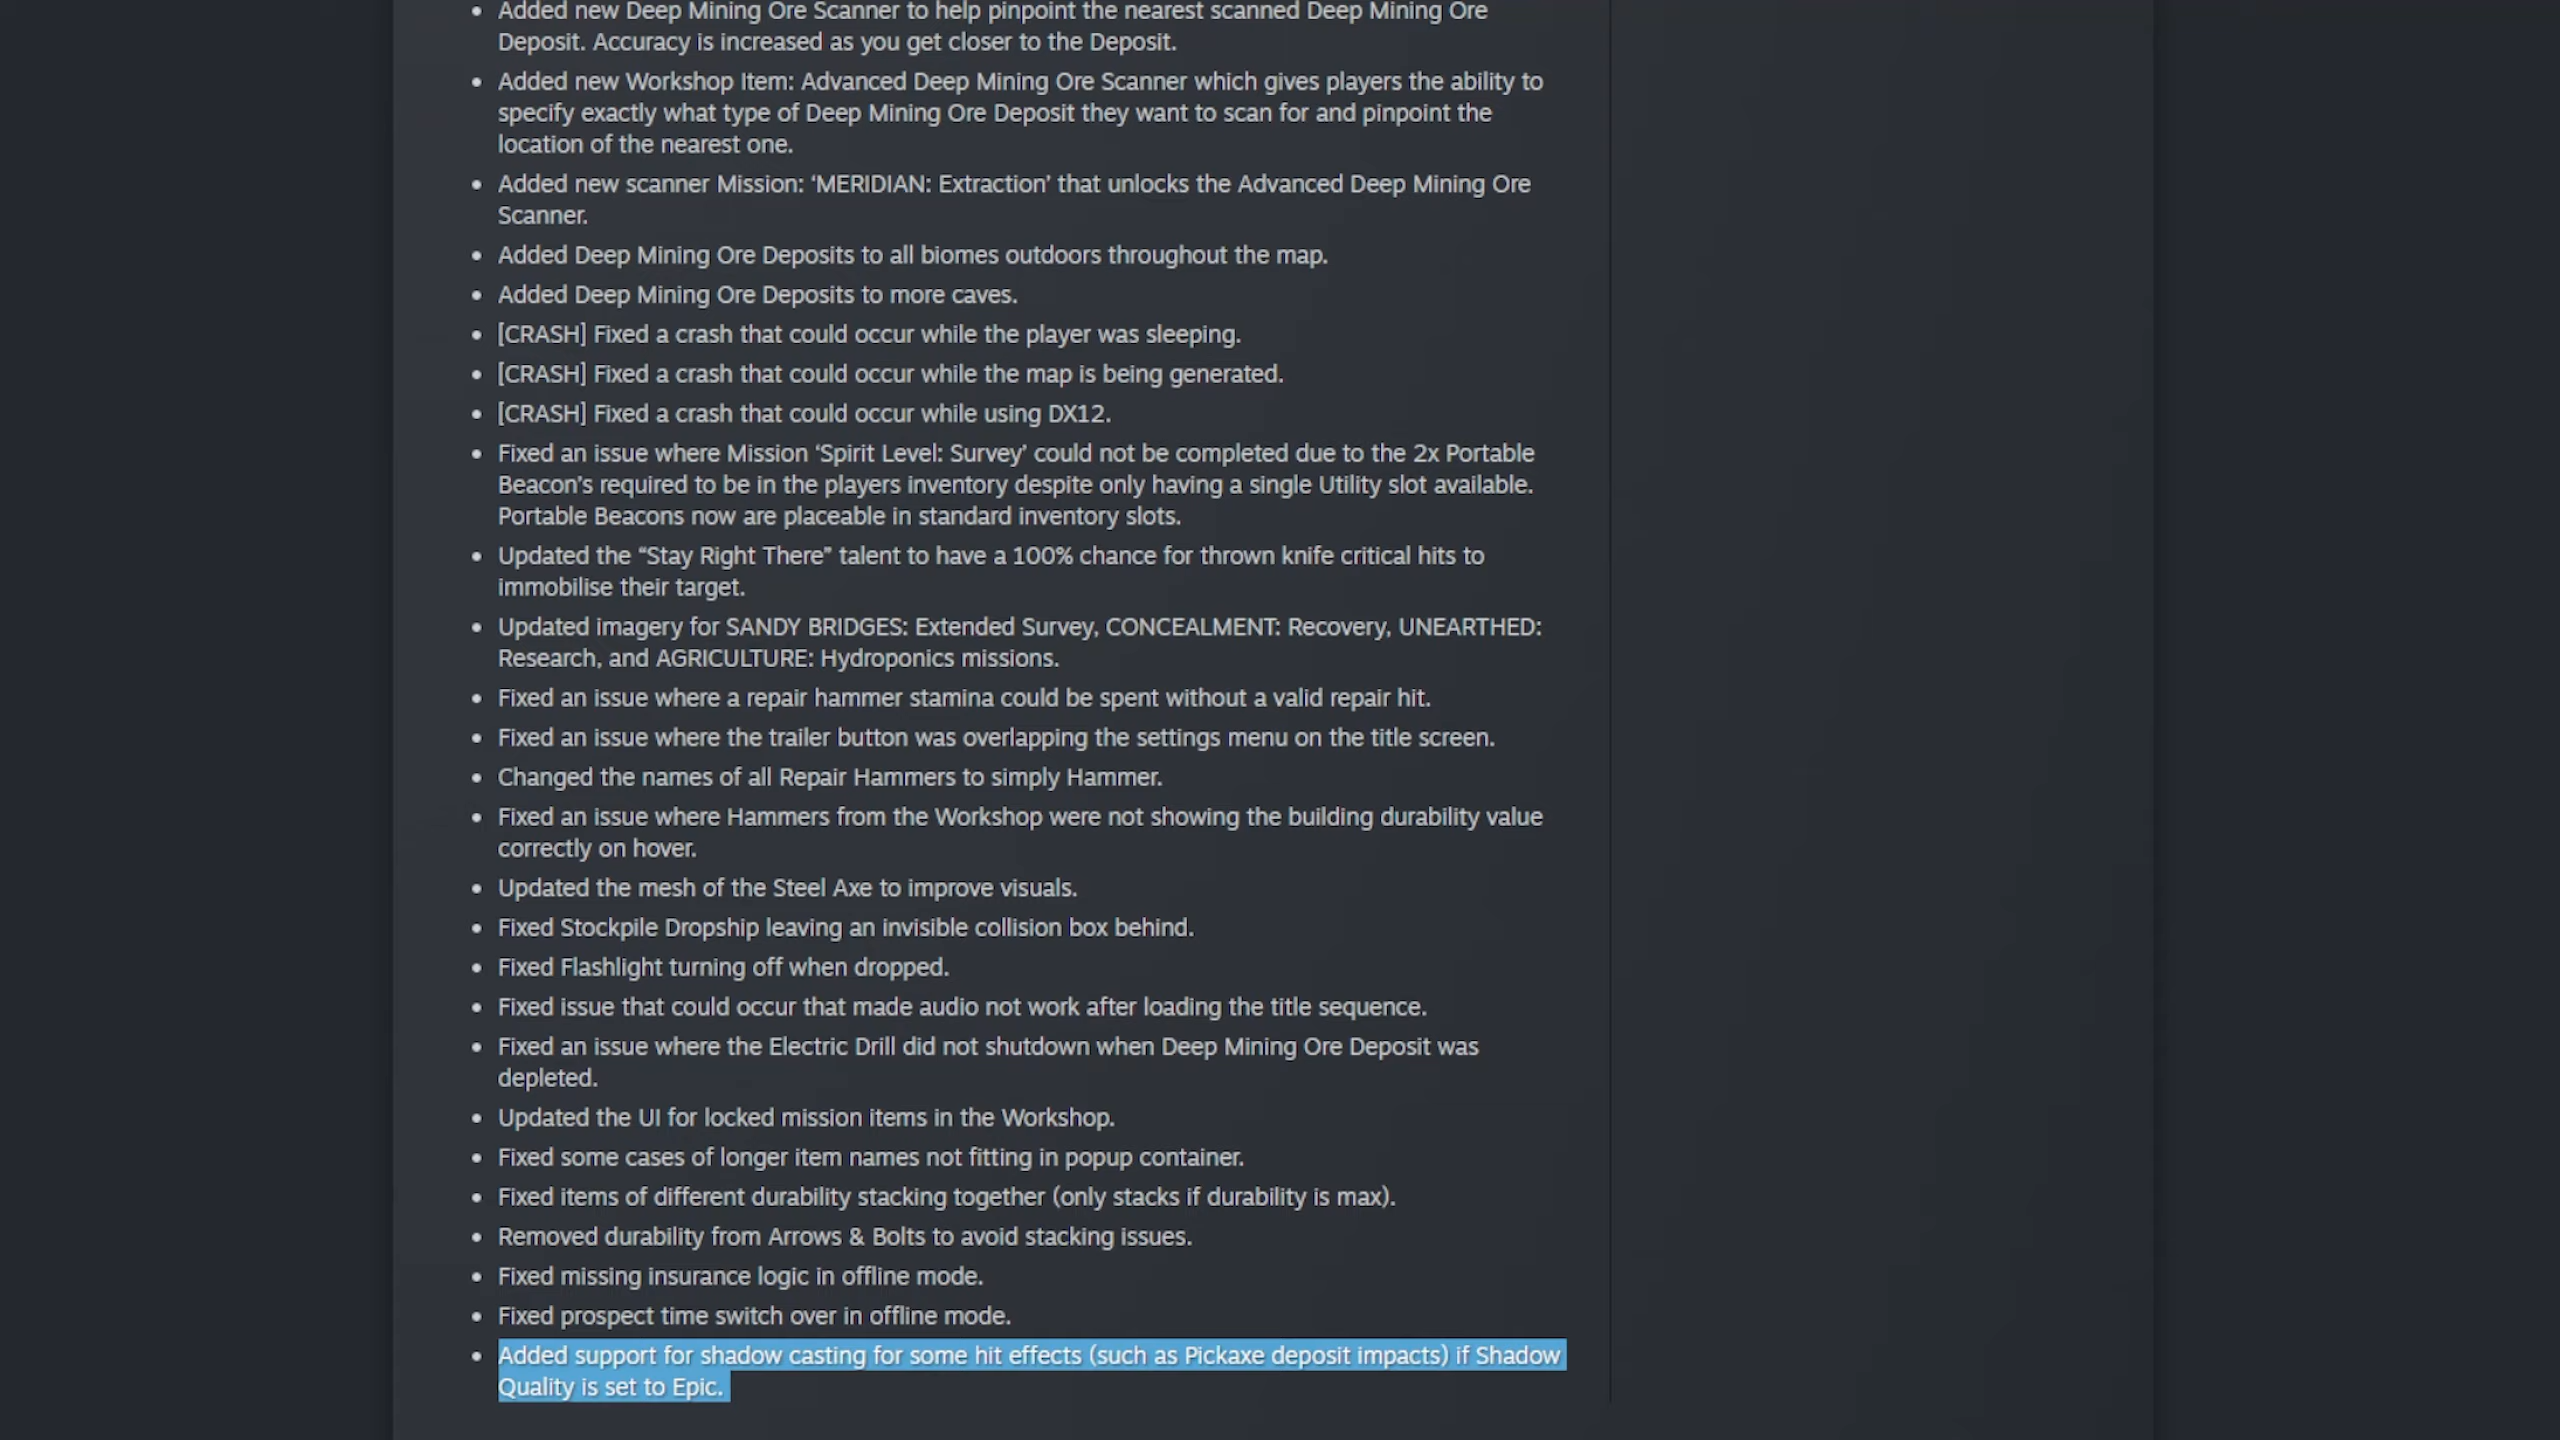 Added new Deep Mining Ore Scanner to help pinpoint the nearest scanned Deep Mining Ore
Deposit. Accuracy is increased as you get closer to the Deposit.
Added new Workshop Item: Advanced Deep Mining Ore Scanner which gives players the ability to
specify exactly what type of Deep Mining Ore Deposit they want to scan for and pinpoint the
location of the nearest one.
Added new scanner Mission: ‘MERIDIAN: Extraction’ that unlocks the Advanced Deep Mining Ore
Scanner.
Added Deep Mining Ore Deposits to all biomes outdoors throughout the map.
Added Deep Mining Ore Deposits to more caves.
[CRASH] Fixed a crash that could occur while the player was sleeping.
[CRASH] Fixed a crash that could occur while the map is being generated.
[CRASH] Fixed a crash that could occur while using DX12.
Fixed an issue where Mission ‘Spirit Level: Survey’ could not be completed due to the 2x Portable
Beacon’s required to be in the players inventory despite only having a single Utility slot available.
Portable Beacons now are placeable in standard inventory slots.
Updated the “Stay Right There” talent to have a 100% chance for thrown knife critical hits to
immobilise their target.
Updated imagery for SANDY BRIDGES: Extended Survey, CONCEALMENT: Recovery, UNEARTHED:
Research, and AGRICULTURE: Hydroponics missions.
Fixed an issue where a repair hammer stamina could be spent without a valid repair hit.
Fixed an issue where the trailer button was overlapping the settings menu on the title screen.
Changed the names of all Repair Hammers to simply Hammer.
Fixed an issue where Hammers from the Workshop were not showing the building durability value
correctly on hover.
Updated the mesh of the Steel Axe to improve visuals.
Fixed Stockpile Dropship leaving an invisible collision box behind.
Fixed Flashlight turning off when dropped.
Fixed issue that could occur that made audio not work after loading the title sequence.
Fixed an issue where the Electric Drill did not shutdown when Deep Mining Ore Deposit was
depleted.
Updated the UI for locked mission items in the Workshop.
Fixed some cases of longer item names not fitting in popup container.
Fixed items of different durability stacking together (only stacks if durability is max).
Removed durability from Arrows & Bolts to avoid stacking issues.
Fixed missing insurance logic in offline mode.
Fixed prospect time switch over in offline mode.
Added support for shadow casting for some hit effects (such as Pickaxe deposit impacts) if Shadow
Quality is set to Epic.